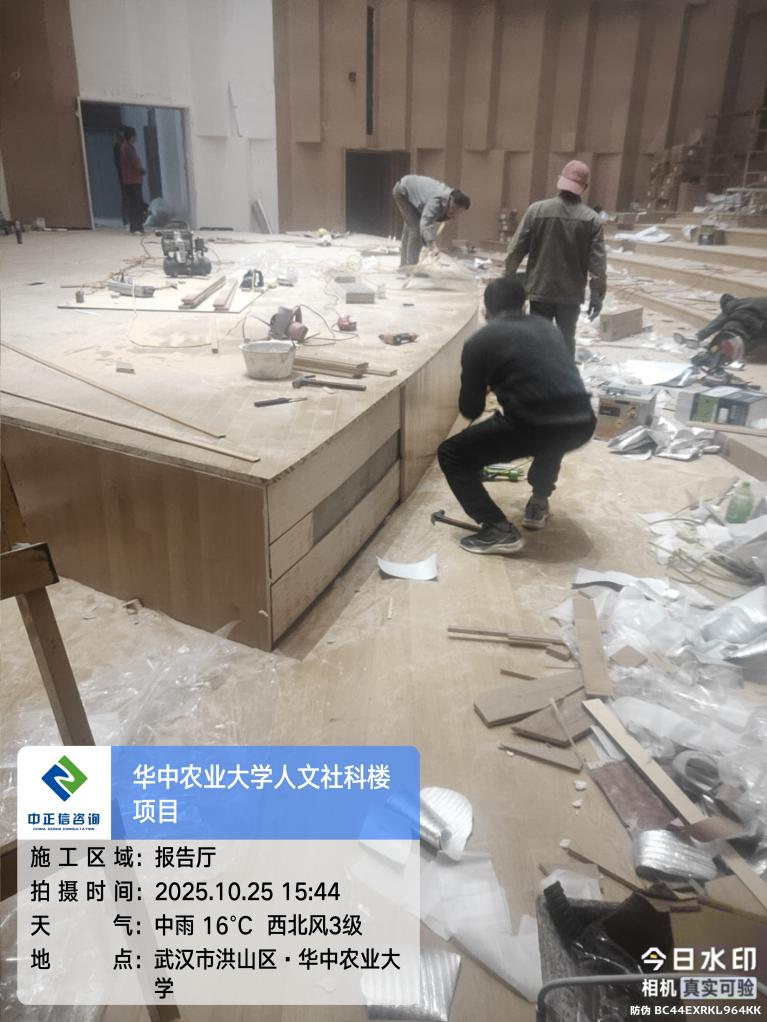 华中农业大学人文社科楼
项目
中正信咨询
施工区域：报告厅
拍摄时间：2025.10.25 15:44
天气：中雨 16℃ 西北风3级
地点：武汉市洪山区·华中农业大
学
今日水印
相机 真实可验
防伪 BC44EXRKL964KK